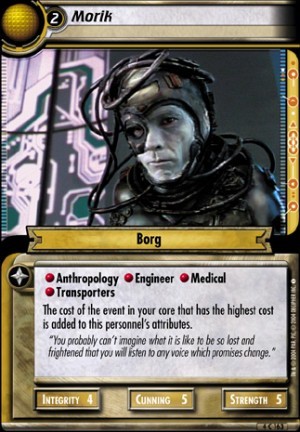 2 Morik
Borg
Anthropology Engineer Medical
Transporters
The cost of the event in your core that has the highest cost
is added to this personnel's attributes.
"You probably can't imagine what it is like to be so lost and
frightened that you will listen to any voice which promises change."
INTEGRITY 4 CUNNING 5 STRENGTH 5